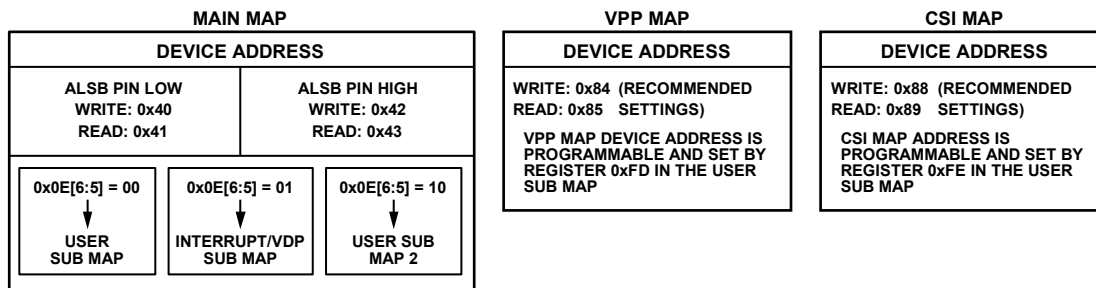 MAIN MAP
DEVICE ADDRESS
ALSB PIN LOW
WRITE: 0x40
READ: 0x41
ALSB PIN HIGH
WRITE: 0x42
READ: 0x43
0x0E[6:5] = 00
USER
SUB MAP
0x0E[6:5] = 01
INTERRUPT/VDP
SUB MAP
0x0E[6:5] = 10
USER SUB
MAP 2
VPP MAP
DEVICE ADDRESS
WRITE: 0x84 (RECOMMENDED
READ: 0x85 SETTINGS)
VPP MAP DEVICE ADDRESS IS
PROGRAMMABLE AND SET BY
REGISTER 0xFD IN THE USER
SUB MAP
CSI MAP
DEVICE ADDRESS
WRITE: 0x88 (RECOMMENDED
READ: 0x89 SETTINGS)
CSI MAP ADDRESS IS
PROGRAMMABLE AND SET BY
REGISTER 0xFE IN THE USER
SUB MAP